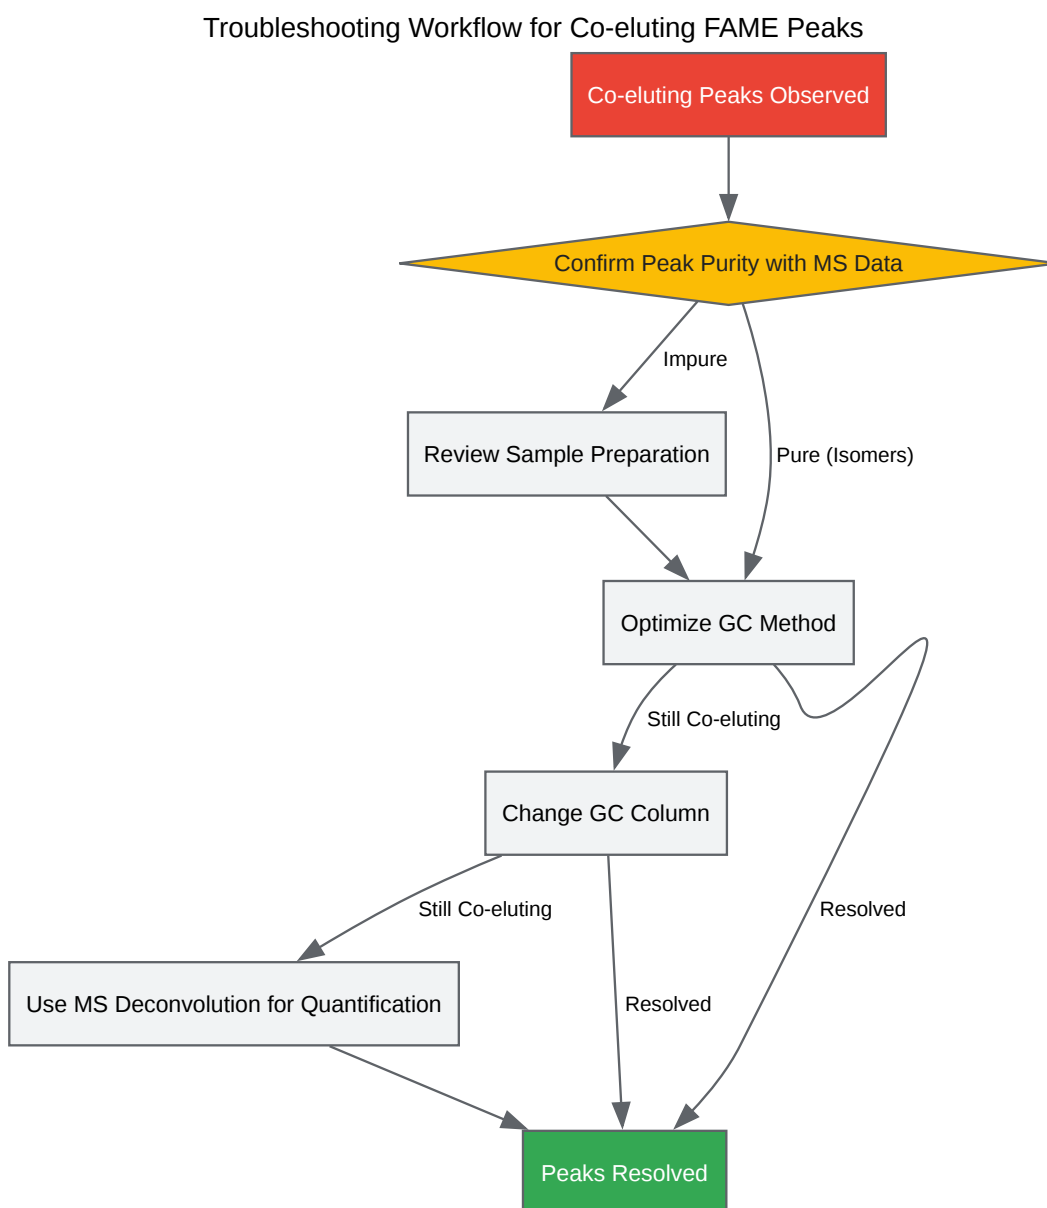 Troubleshooting Workflow for Co-eluting FAME Peaks
Co-eluting Peaks Observed
Confirm Peak Purity with MS Data
Impure
Review Sample Preparation
Pure (Isomers)
Optimize GC Method
Still Co-eluting
Change GC Column
Still Co-eluting
Resolved
Use MS Deconvolution for Quantification
Resolved
Peaks Resolved